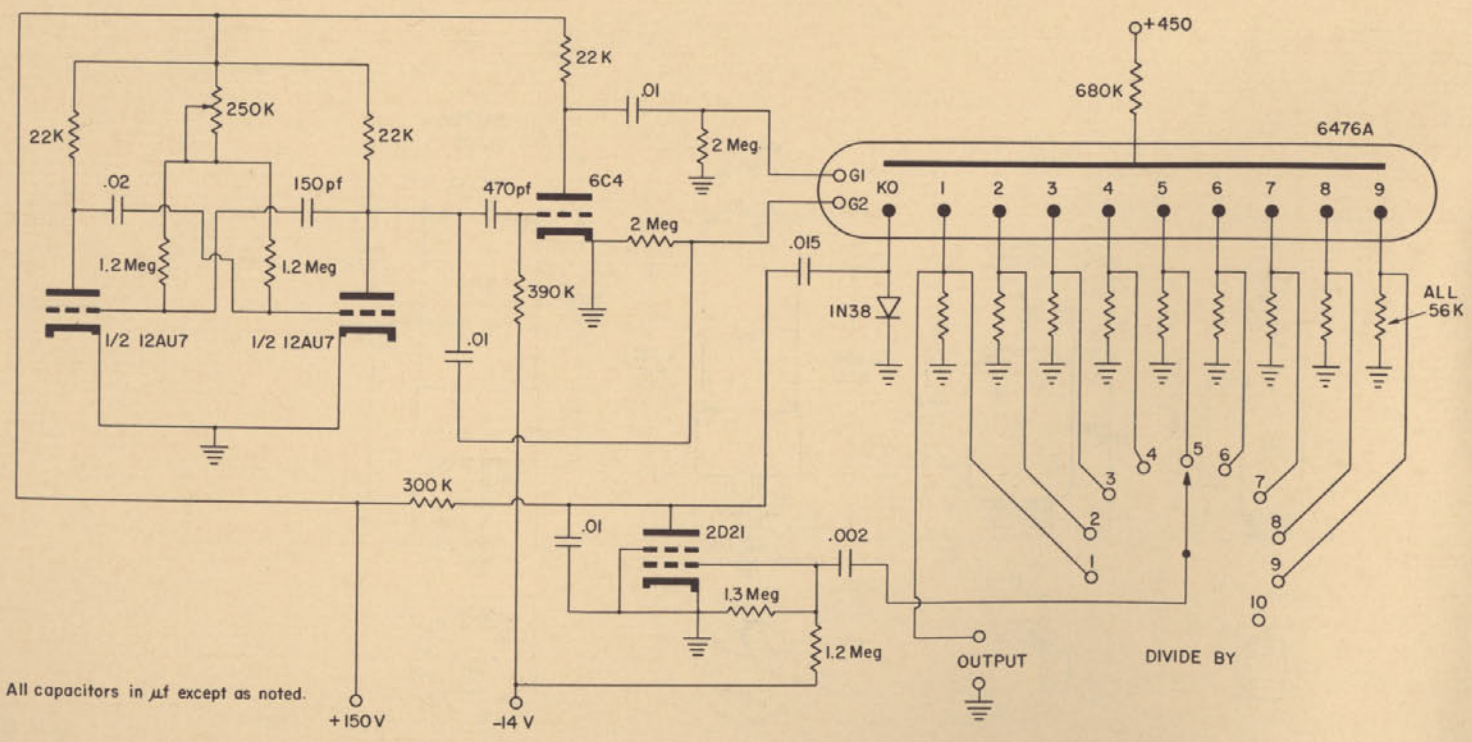 +450
22K
.01
680K
250K
22K
22K
2 Meg.
6476A
.02
150pf
470pf
6C4
G1
G2
KO 1 2 3 4 5 6 7 8 9
2 Meg
.015
1.2 Meg
1.2 Meg
390K
1N38
ALL
56K
1/2 12AU7
1/2 12AU7
.01
4
5
6
3
7
300K
2
8
.01
2D21
.002
1
9
1.3 Meg
10
1.2 Meg
OUTPUT
DIVIDE BY
All capacitors in µf except as noted.
+150V
-14V